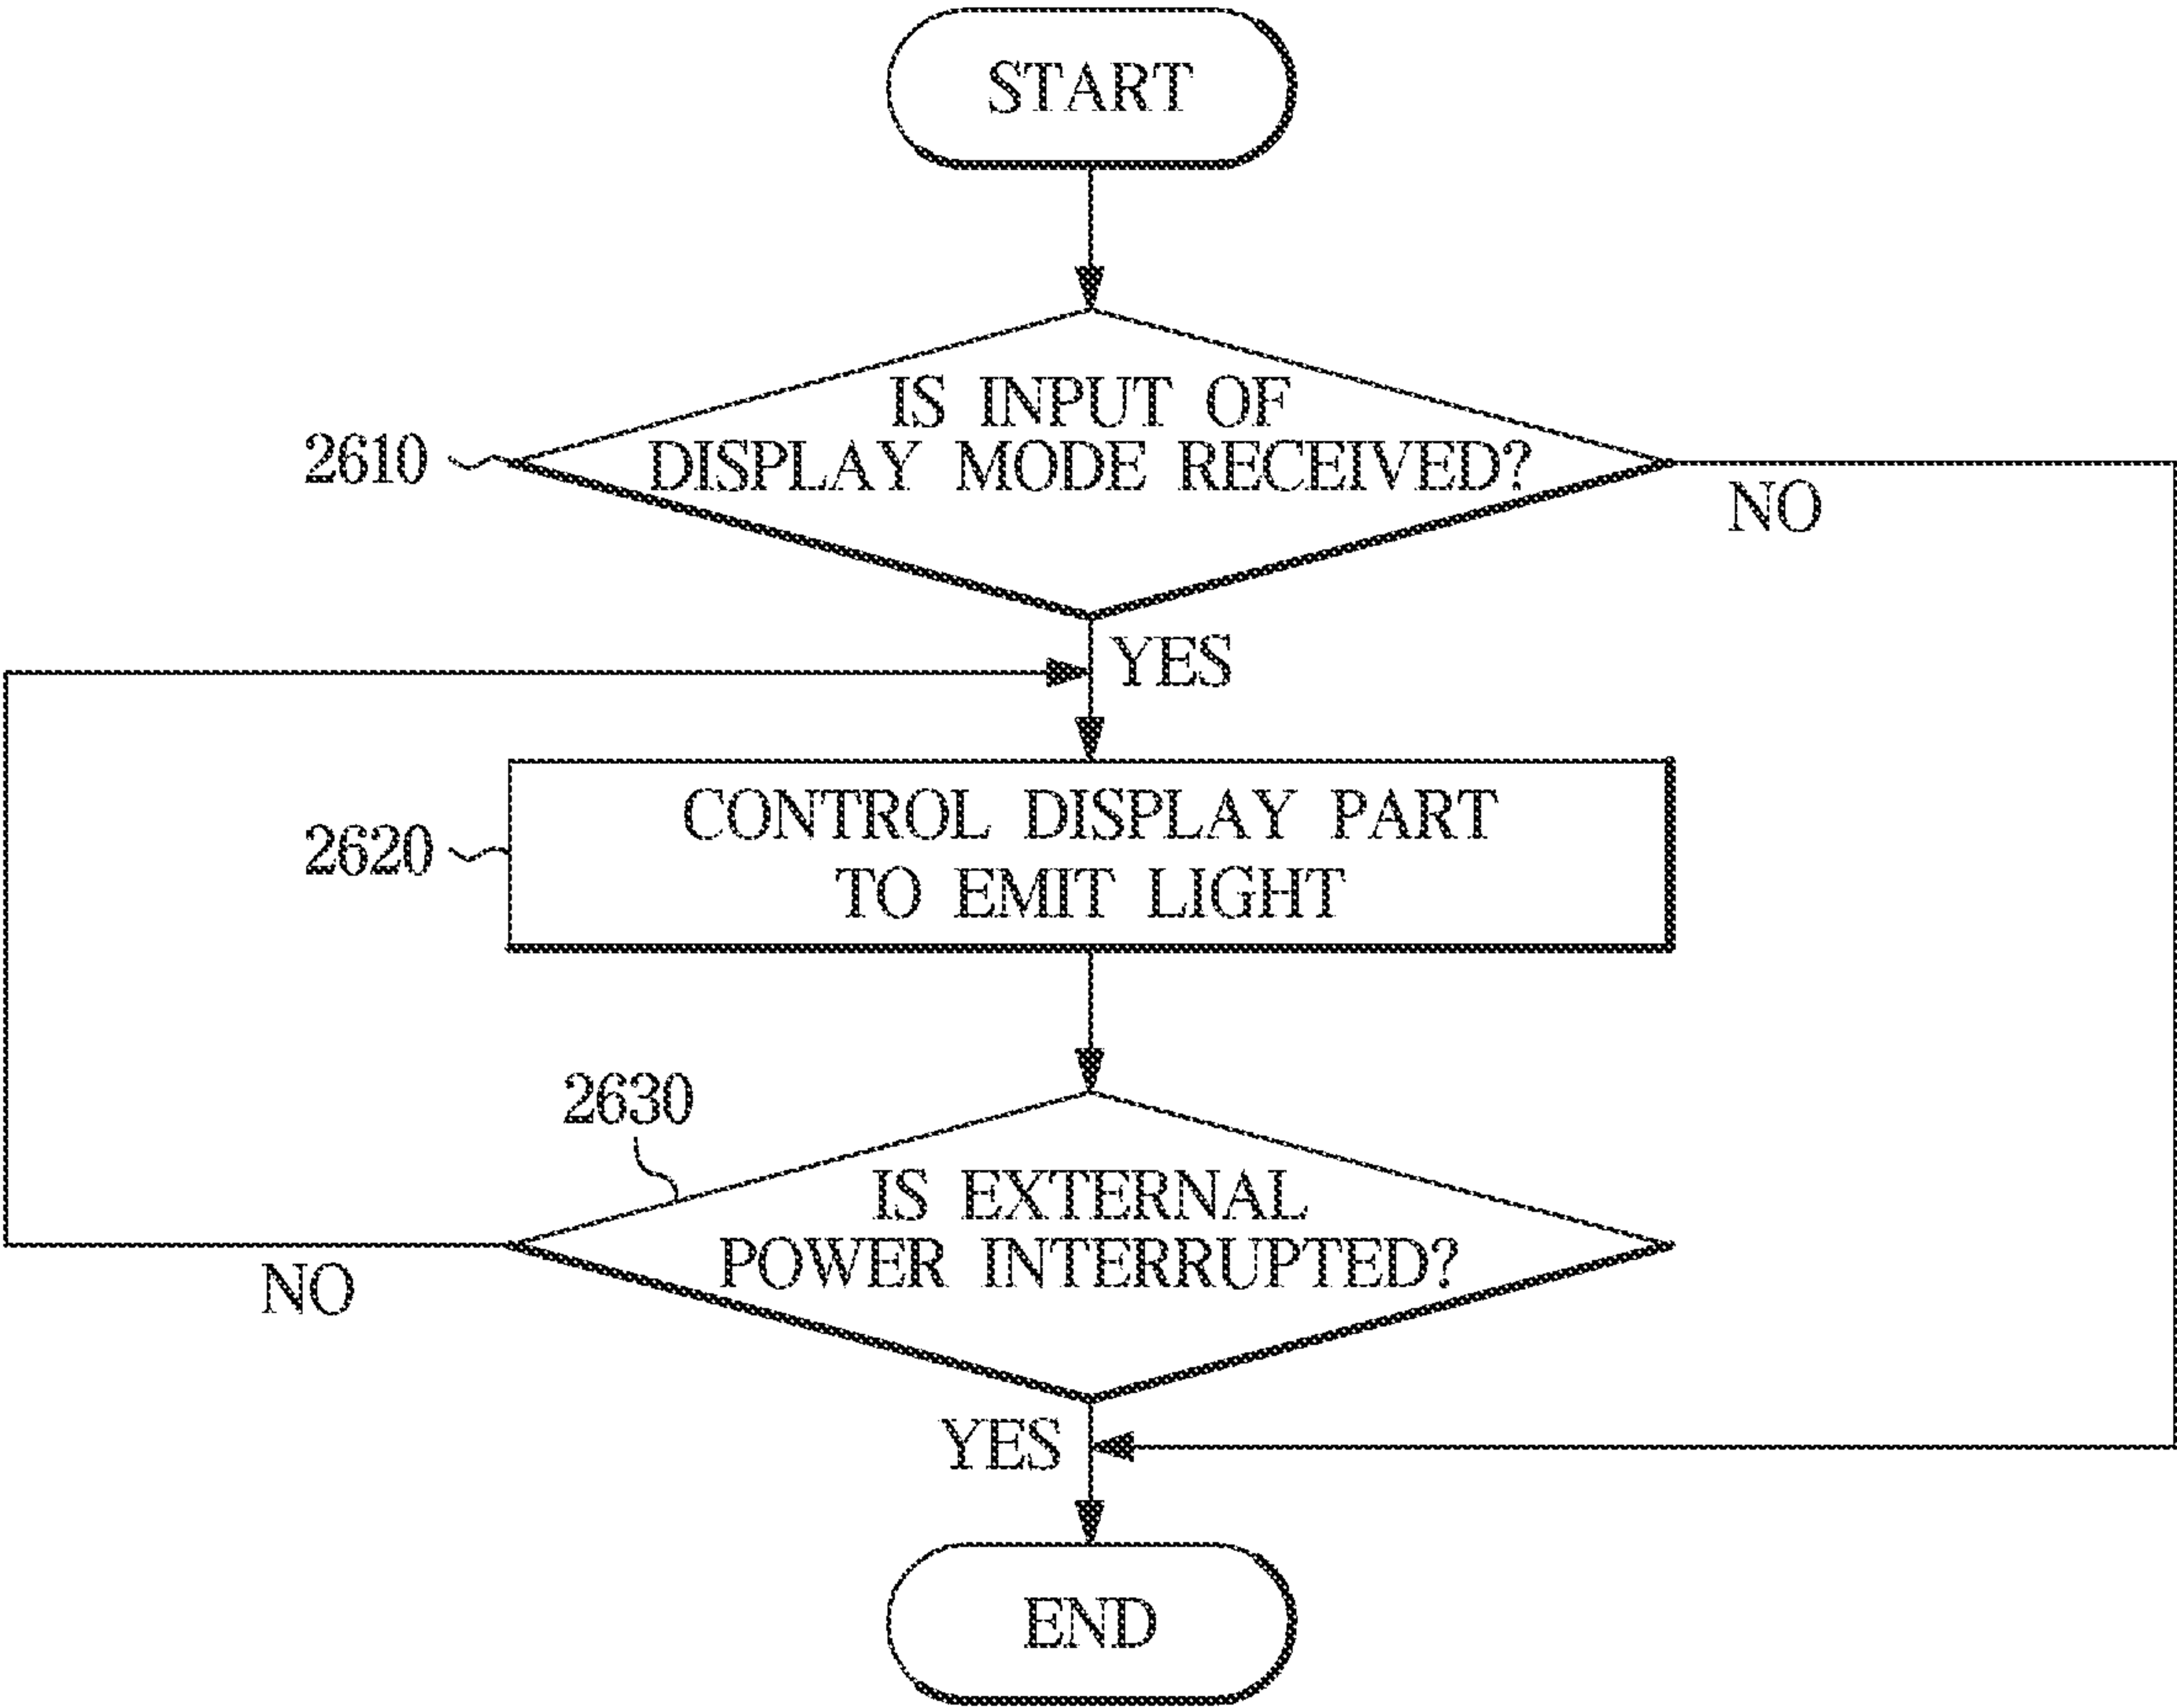 START
IS INPUT OF
DISPLAY MODE RECEIVED?
2610
NO
YES
CONTROL DISPLAY PART
TO EMIT LIGHT
2620
2630
IS EXTERNAL
POWER INTERRUPTED?
NO
YES
END